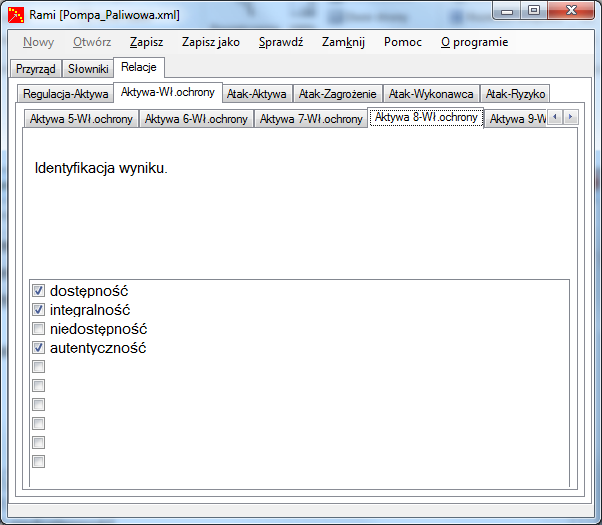 Rami [Pompa_Paliwowa.xml]
Nowy Otwórz Zapisz Zapisz jako Sprawdź Zamknij Pomoc O programie
Przyrząd Słowniki Relacje
Regulacja-Aktywa Aktywa-Wł.ochrony Atak-Aktywa Atak-Zagrożenie Atak-Wykonawca Atak-Ryzyko
Aktywa 5-Wł.ochrony Aktywa 6-Wł.ochrony Aktywa 7-Wł.ochrony Aktywa 8-Wł.ochrony Aktywa 9-W
Identyfikacja wyniku.
dostępność
integralność
niedostępność
autentyczność